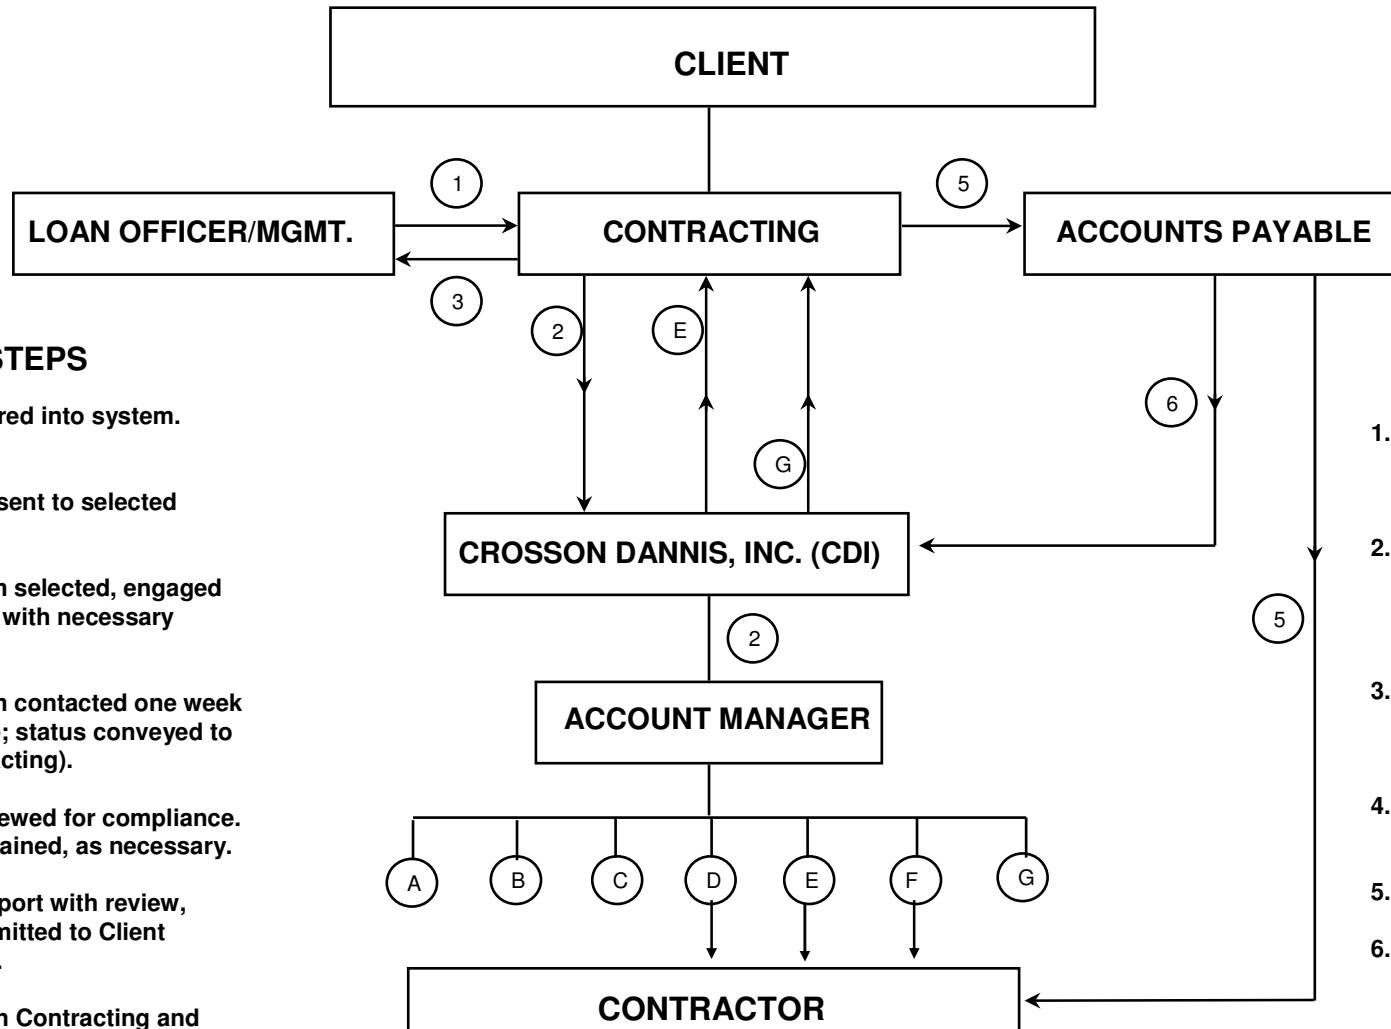 CLIENT
1
5
LOAN OFFICER/MGMT.
CONTRACTING
ACCOUNTS PAYABLE
3
2
E
STEPS
6
red into system.
1.
G
sent to selected
2.
CROSSON DANNIS, INC. (CDI)
n selected, engaged
with necessary
5
2
3.
n contacted one week
; status conveyed to
cting).
ACCOUNT MANAGER
4.
ewed for compliance.
ained, as necessary.
A
B
C
D
E
F
G
5.
port with review,
mitted to Client
.
6.
CONTRACTOR
n Contracting and